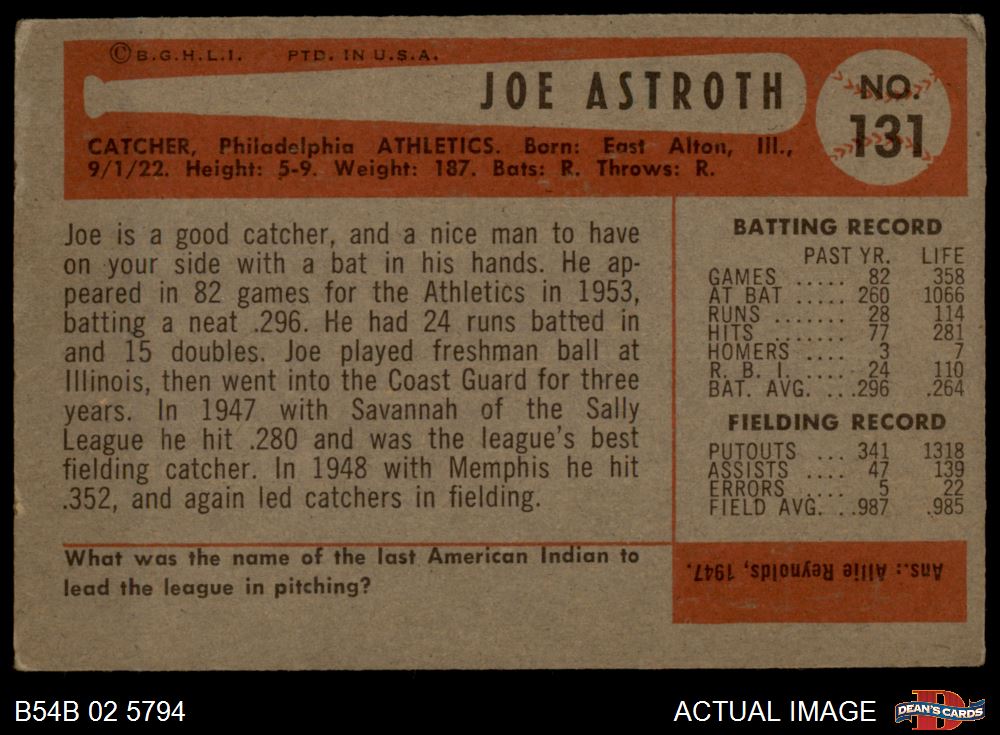 ©B.G.H.L.I. PTD. IN U.S.A.
JOE ASTROTH
NO.
131
CATCHER, Philadelphia ATHLETICS. Born: East Alton, Ill.,
9/1/22. Height: 5-9. Weight: 187. Bats: R. Throws: R.
Joe is a good catcher, and a nice man to have
on your side with a bat in his hands. He ap-
peared in 82 games for the Athletics in 1953,
batting a neat .296. He had 24 runs batted in
and 15 doubles. Joe played freshman ball at
Illinois, then went into the Coast Guard for three
years. In 1947 with Savannah of the Sally
League he hit .280 and was the league's best
fielding catcher. In 1948 with Memphis he hit
.352, and again led catchers in fielding.
What was the name of the last American Indian to
lead the league in pitching?
BATTING RECORD
PAST YR. LIFE
GAMES ..... 82 358
AT BAT ..... 260 1066
RUNS ....... 28 114
HITS ....... 77 281
HOMERS .... 3 7
R. B. I. .... 24 110
BAT. AVG. ...296 .264
FIELDING RECORD
PUTOUTS ... 341 1318
ASSISTS .... 47 139
ERRORS .... 5 22
FIELD AVG. ..987 .985
Ans.: Allie Reynolds, 1947.
B54B 02 5794
ACTUAL IMAGE
D
DEAN'S CARDS